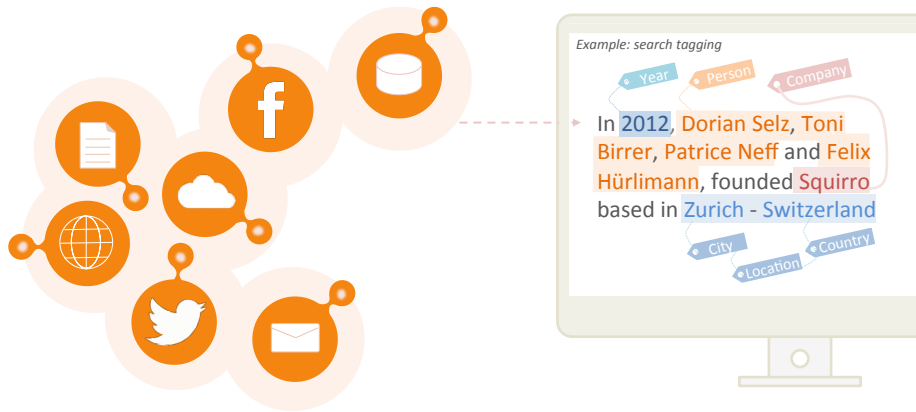 Example: search tagging
Year
Person
Company
In 2012, Dorian Selz, Toni
Birrer, Patrice Neff and Felix
Hürlimann, founded Squirro
based in Zurich - Switzerland
City
Location
Country